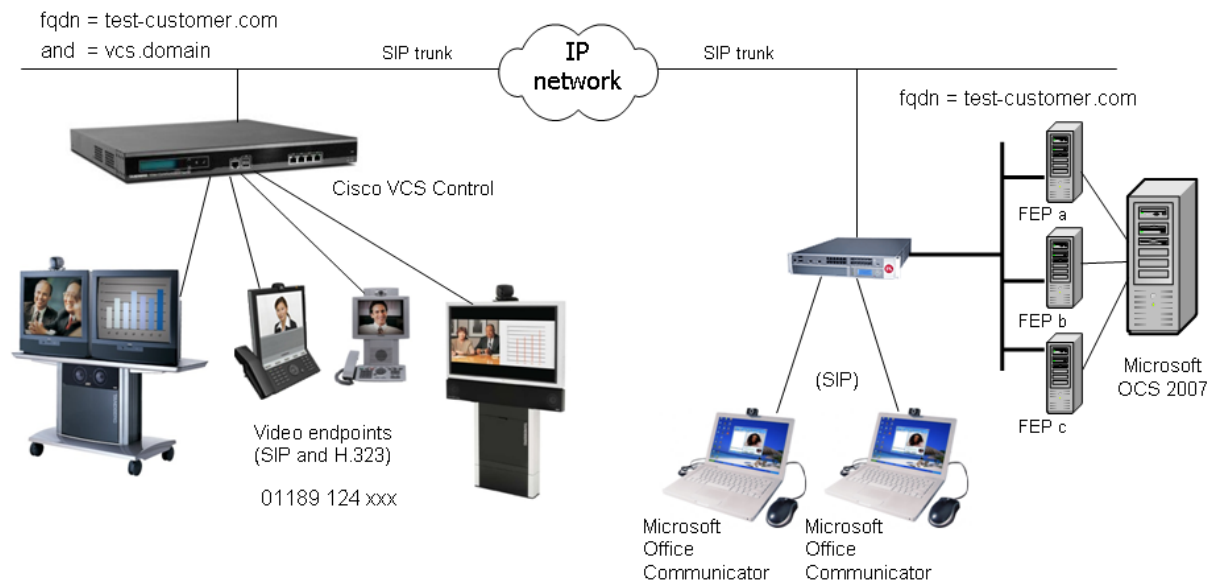 fqdn = test-customer.com
and = vcs.domain
SIP trunk
IP
network
SIP trunk
fqdn = test-customer.com
Cisco VCS Control
FEP a
FEP b
FEP c
Microsoft
OCS 2007
(SIP)
Video endpoints
(SIP and H.323)
01189 124 xxx
Microsoft
Office
Communicator
Microsoft
Office
Communicator